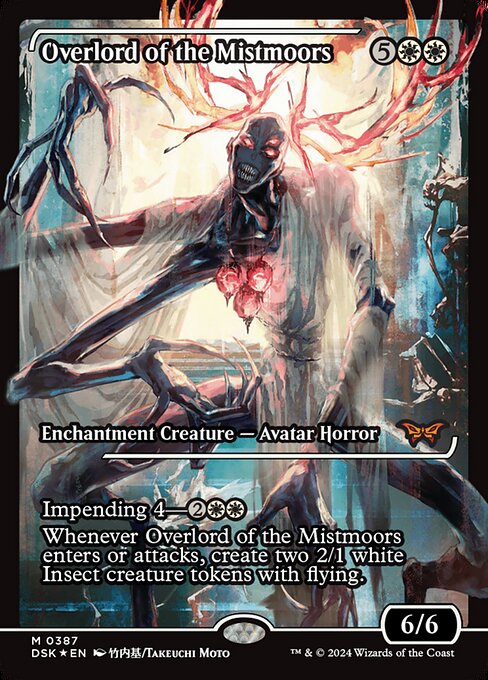 Overlord of the Mistmoors 5
Enchantment Creature — Avatar Horror
Impending 4—2
Whenever Overlord of the Mistmoors
enters or attacks, create two 2/1 white
Insect creature tokens with flying.
6/6
M 0387
DSK ★ EN 竹内基/Takeuchi Moto
™ & © 2024 Wizards of the Coast